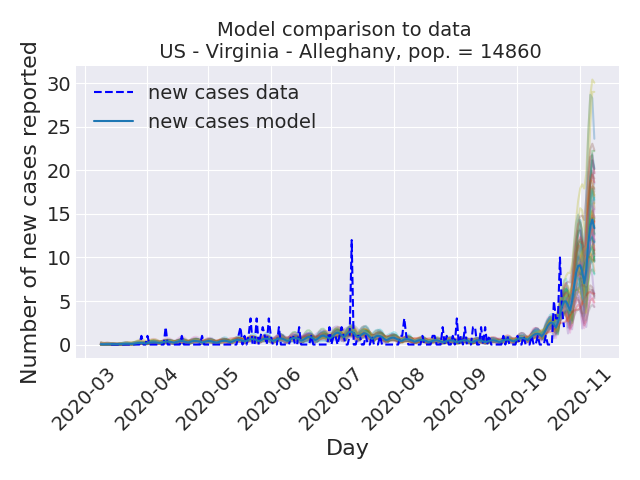 Model comparison to data
US - Virginia - Alleghany, pop. = 14860
Number of new cases reported
30
25
20
15
10
5
0
new cases data
new cases model
2020-03
2020-04
2020-05
2020-06
2020-07
2020-08
2020-09
2020-10
2020-11
Day